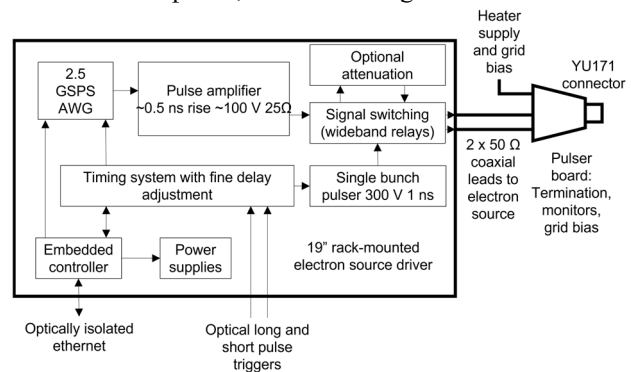 Heater
supply
and grid
bias
YU171
connector
2.5
GSPS
AWG
Pulse amplifier
~0.5 ns rise ~100 V 25Ω
Optional
attenuation
Signal switching
(wideband relays)
2 x 50 Ω
coaxial
leads to
electron
source
Pulser
board:
Termination,
monitors,
grid bias
Timing system with fine delay
adjustment
Single bunch
pulser 300 V 1 ns
Embedded
controller
Power
supplies
19” rack-mounted
electron source driver
Optically isolated
ethernet
Optical long and
short pulse
triggers